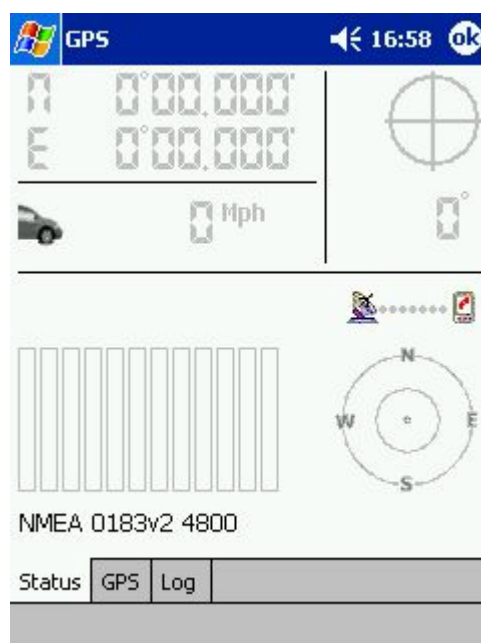 GPS 16:58 ok
N 0°00.000'
E 0°00.000'
0 Mph
0°
N
W E
S
NMEA 0183v2 4800
Status GPS Log